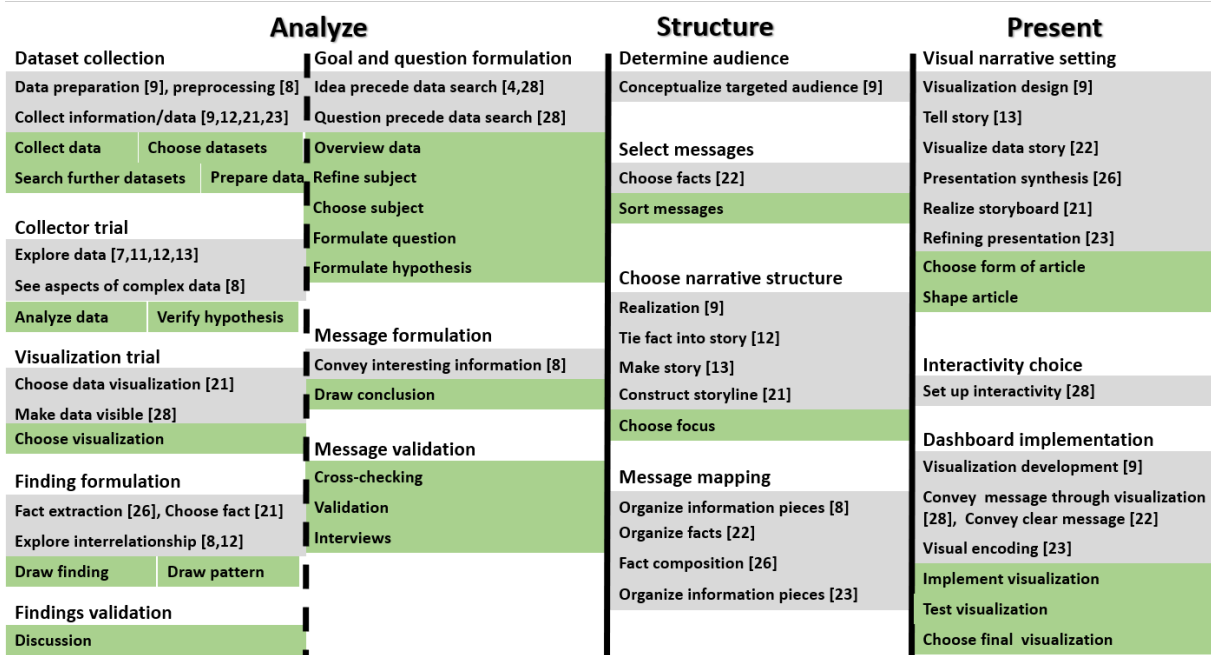 Analyze
Structure
Present
Dataset collection
Data preparation [9], preprocessing [8]
Collect information/data [9,12,21,23]
Collect data
Choose datasets
Search further datasets
Prepare data
Collector trial
Explore data [7,11,12,13]
See aspects of complex data [8]
Analyze data
Verify hypothesis
Visualization trial
Choose data visualization [21]
Make data visible [28]
Choose visualization
Finding formulation
Fact extraction [26], Choose fact [21]
Explore interrelationship [8,12]
Draw finding
Draw pattern
Findings validation
Discussion
Goal and question formulation
Idea precede data search [4,28]
Question precede data search [28]
Overview data
Refine subject
Choose subject
Formulate question
Formulate hypothesis
Message formulation
Convey interesting information [8]
Draw conclusion
Message validation
Cross-checking
Validation
Interviews
Determine audience
Conceptualize targeted audience [9]
Select messages
Choose facts [22]
Sort messages
Choose narrative structure
Realization [9]
Tie fact into story [12]
Make story [13]
Construct storyline [21]
Choose focus
Message mapping
Organize information pieces [8]
Organize facts [22]
Fact composition [26]
Organize information pieces [23]
Visual narrative setting
Visualization design [9]
Tell story [13]
Visualize data story [22]
Presentation synthesis [26]
Realize storyboard [21]
Refining presentation [23]
Choose form of article
Shape article
Interactivity choice
Set up interactivity [28]
Dashboard implementation
Visualization development [9]
Convey message through visualization
[28], Convey clear message [22]
Visual encoding [23]
Implement visualization
Test visualization
Choose final visualization